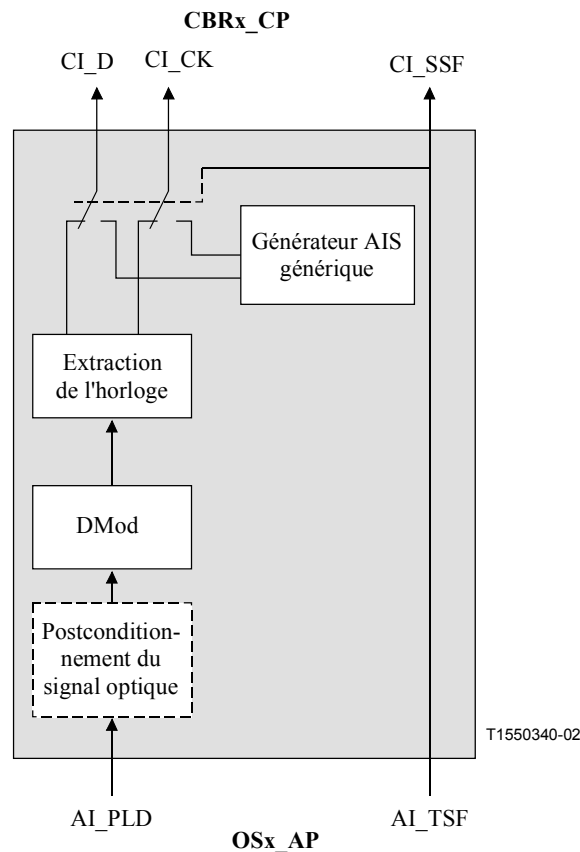 CBRx_CP
CI_D
CI_CK
CI_SSF
Générateur AIS
générique
Extraction
de l'horloge
DMod
Postcondition-
nement du
signal optique
T1550340-02
AI_PLD
AI_TSF
OSx_AP